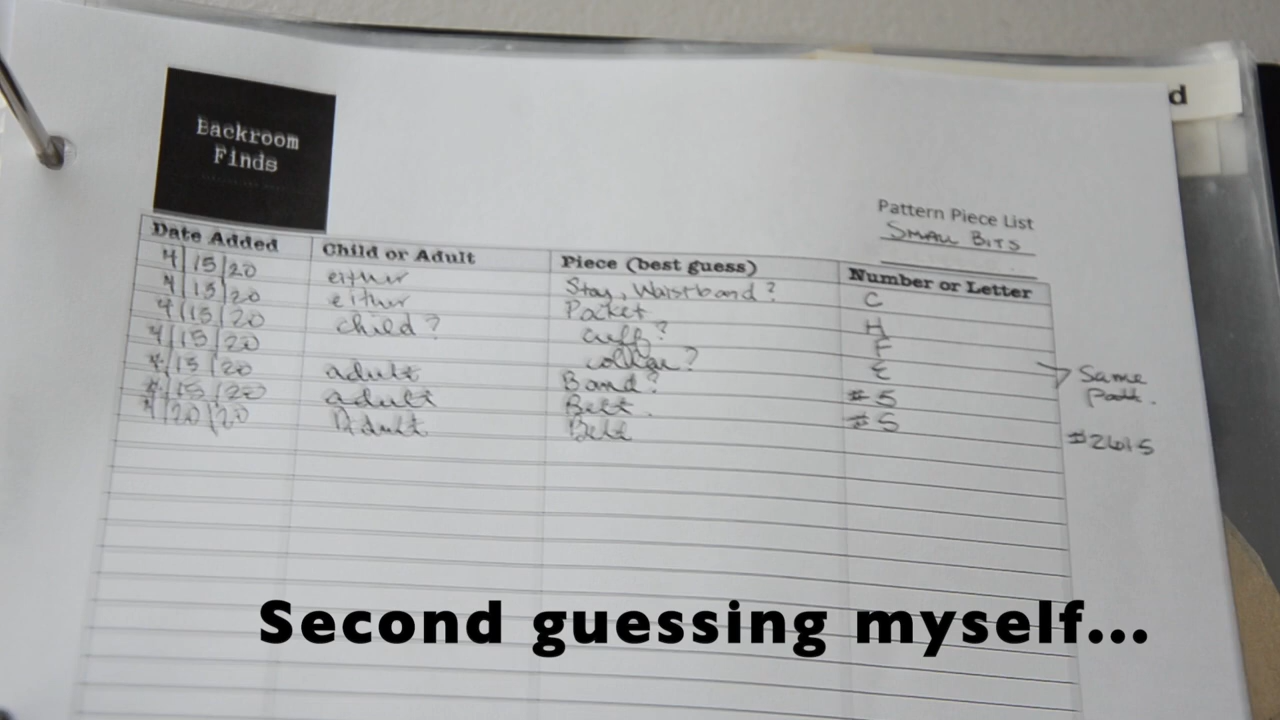 d
Backroom
Finds
Pattern Piece List
SMALL BITS
Date Added Child or Adult Piece (best guess) Number or Letter
4/15/20 either Stay, Waistband? C
4/15/20 either Pocket H
4/15/20 child? cuff? F
4/15/20 collar? E
4/15/20 adult Band? #5
4/15/20 adult Belt #5
4/20/20 Adult Belt
Same
patt.
#2615
Second guessing myself...